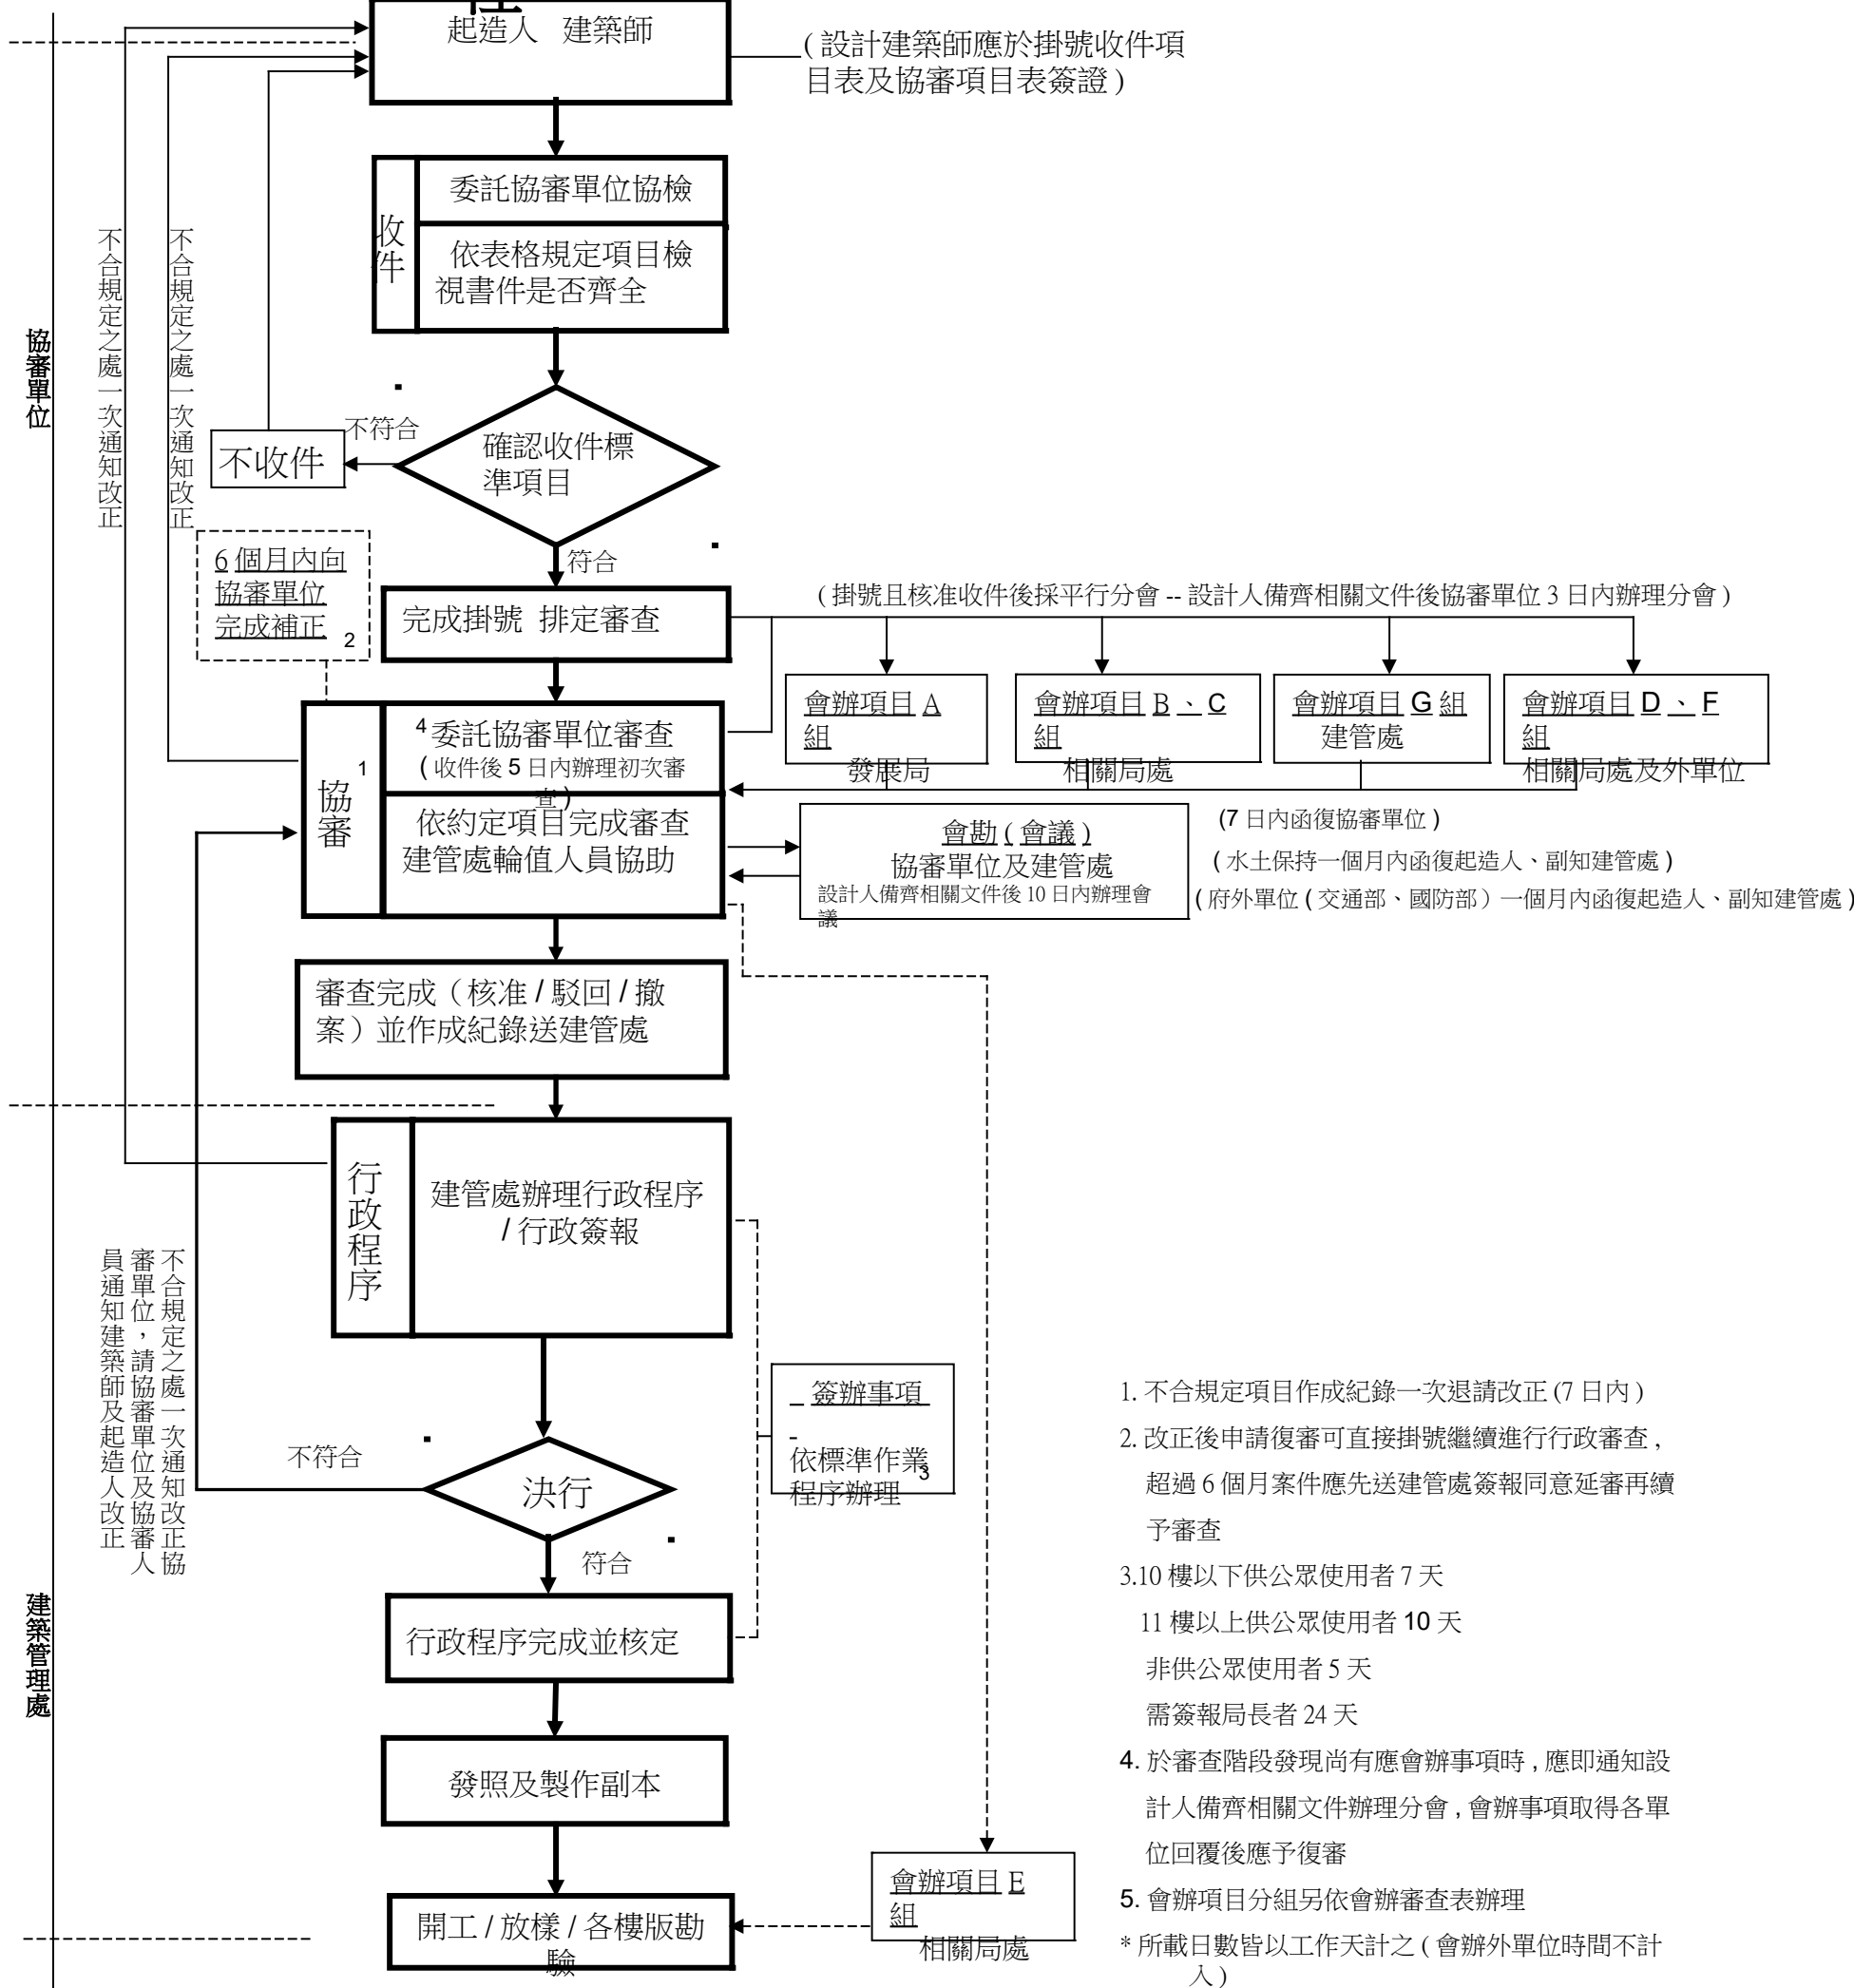 起造人 建築師
( 設計建築師應於掛號收件項
目表及協審項目表簽證 )
收件
委託協審單位協檢
依表格規定項目檢
視書件是否齊全
不合規定之處一次通知改正
不合規定之處一次通知改正
協審單位
不符合
不收件
確認收件標
準項目
符合
6 個月內向
協審單位
完成補正
2
完成掛號 排定審查
( 掛號且核准收件後採平行分會 -- 設計人備齊相關文件後協審單位 3 日內辦理分會 )
會辦項目 A
組
發展局
會辦項目 B 、 C
組
相關局處
會辦項目 G 組
建管處
會辦項目 D 、 F
組
相關局處及外單位
協審
1
4 委託協審單位審查
( 收件後 5 日內辦理初次審
查 )
依約定項目完成審查
建管處輪值人員協助
會勘 ( 會議 )
協審單位及建管處
設計人備齊相關文件後 10 日內辦理會
議
(7 日內函復協審單位 )
( 水土保持一個月內函復起造人、副知建管處 )
( 府外單位 ( 交通部、國防部）一個月內函復起造人、副知建管處 )
審查完成（核准 / 駁回 / 撤
案）並作成紀錄送建管處
行政程序
建管處辦理行政程序
/ 行政簽報
不合規定之處一次通知改正協
審單位，請協審單位及協審人
員通知建築師及起造人改正
簽辦事項
依標準作業
程序辦理
3
不符合
決行
符合
建築管理處
行政程序完成並核定
發照及製作副本
開工 / 放樣 / 各樓版勘
驗
會辦項目 E
組
相關局處
1. 不合規定項目作成紀錄一次退請改正 (7 日內 )
2. 改正後申請復審可直接掛號繼續進行行政審查 ,
超過 6 個月案件應先送建管處簽報同意延審再續
予審查
3.10 樓以下供公眾使用者 7 天
11 樓以上供公眾使用者 10 天
非供公眾使用者 5 天
需簽報局長者 24 天
4. 於審查階段發現尚有應會辦事項時 , 應即通知設
計人備齊相關文件辦理分會 , 會辦事項取得各單
位回覆後應予復審
5. 會辦項目分組另依會辦審查表辦理
* 所載日數皆以工作天計之 ( 會辦外單位時間不計
入 )